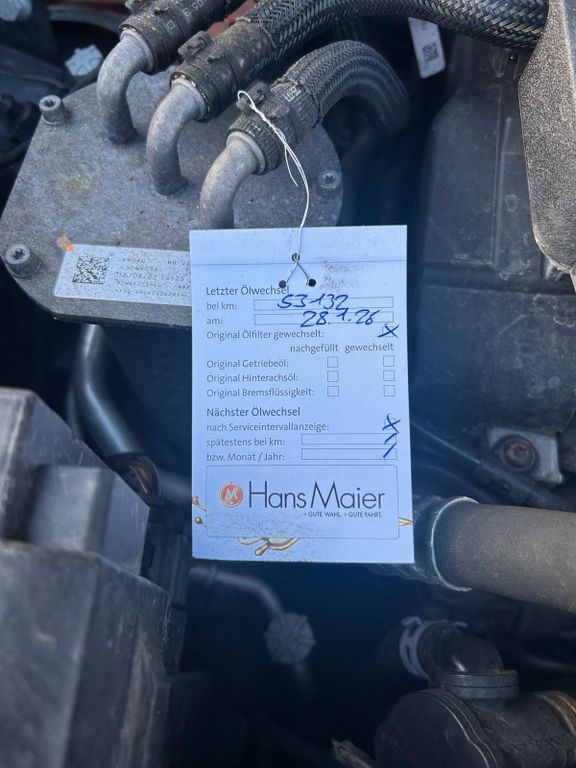 Letzter Ölwechsel
bei km: 53132
am: 28.1.26
Original Ölfilter gewechselt: x
nachgefüllt gewechselt
Original Getriebeöl:
Original Hinterachsöl:
Original Bremsflüssigkeit:
Nächster Ölwechsel
nach Serviceintervallanzeige: x
spätestens bei km:
bzw. Monat / Jahr:
Hans Maier
GUTE WAHL. GUTE FAHRT.